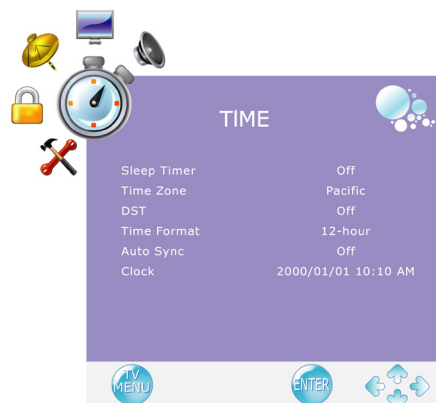 TIME
Sleep Timer Off
Time Zone Pacific
DST Off
Time Format 12-hour
Auto Sync Off
Clock 2000/01/01 10:10 AM
TV
MENU ENTER